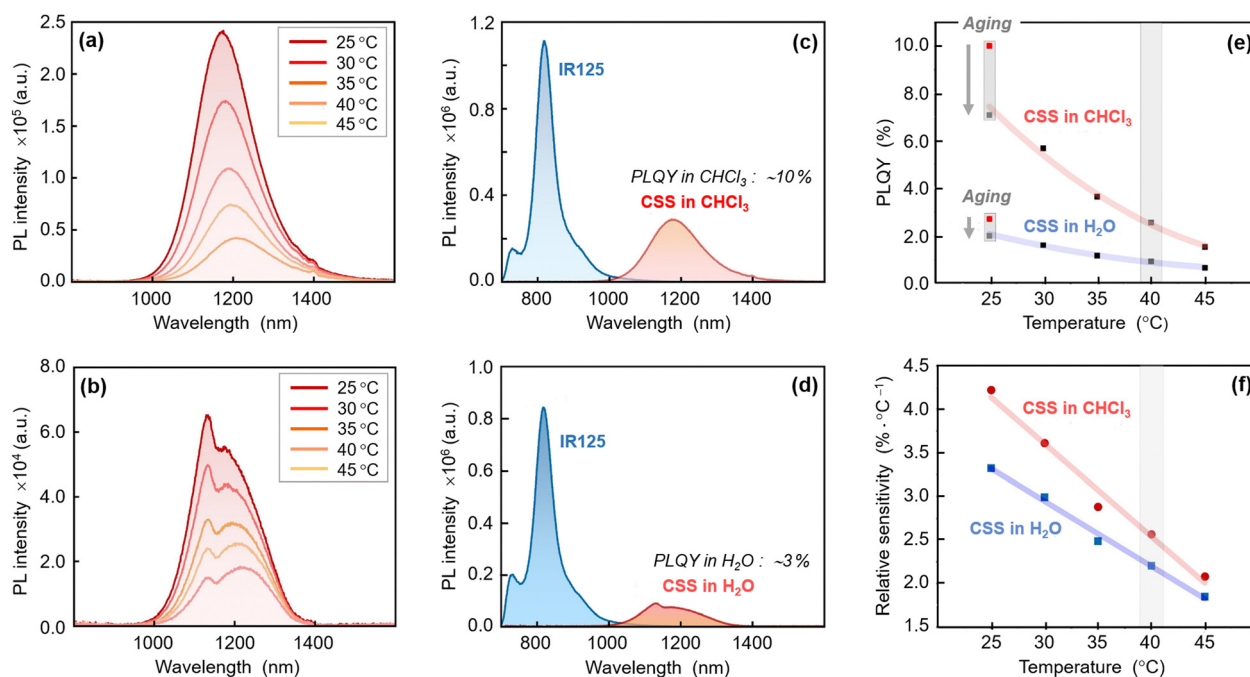 (a)
PL intensity ×10⁵ (a.u.)
2.5
2.0
1.5
1.0
0.5
0.0
25 °C
30 °C
35 °C
40 °C
45 °C
1000 1200 1400
Wavelength (nm)
(c)
PL intensity ×10⁶ (a.u.)
1.2
0.9
0.6
0.4
0.0
IR125
PLQY in CHCl₃ : ~10 %
CSS in CHCl₃
800 1000 1200 1400
Wavelength (nm)
(e)
PLQY (%)
10.0
8.0
6.0
4.0
2.0
0.0
Aging
CSS in CHCl₃
Aging
CSS in H₂O
25 30 35 40 45
Temperature (°C)
(b)
PL intensity ×10⁴ (a.u.)
8.0
6.0
4.0
2.0
0.0
25 °C
30 °C
35 °C
40 °C
45 °C
1000 1200 1400
Wavelength (nm)
(d)
PL intensity ×10⁶ (a.u.)
1.0
0.8
0.6
0.4
0.2
0.0
IR125
PLQY in H₂O : ~3 %
CSS in H₂O
800 1000 1200 1400
Wavelength (nm)
(f)
Relative sensitivity (% · °C⁻¹)
4.5
4.0
3.5
3.0
2.5
2.0
1.5
CSS in CHCl₃
CSS in H₂O
25 30 35 40 45
Temperature (°C)